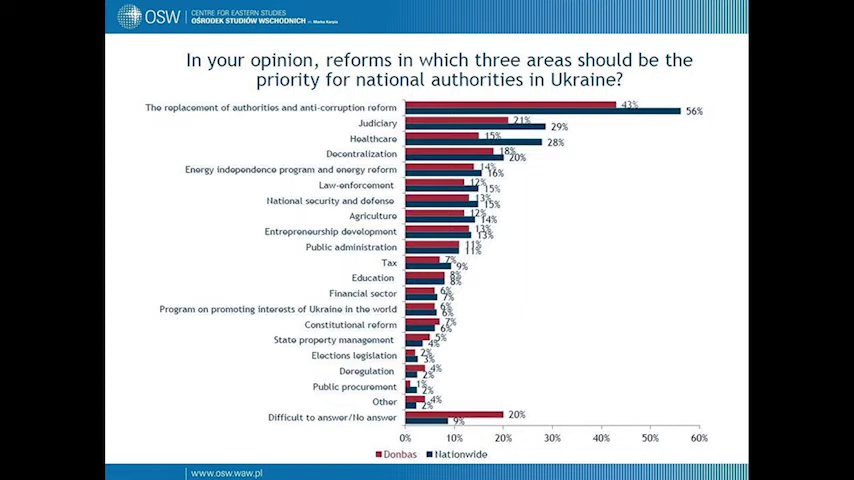 OSW
CENTRE FOR EASTERN STUDIES
OŚRODEK STUDIÓW WSCHODNICH im. Marka Karpia
In your opinion, reforms in which three areas should be the
priority for national authorities in Ukraine?
The replacement of authorities and anti-corruption reform 43% 56%
Judiciary 21% 29%
Healthcare 15% 28%
Decentralization 18% 20%
Energy independence program and energy reform 14% 16%
Law-enforcement 12% 15%
National security and defense 13% 15%
Agriculture 12% 14%
Entrepreneurship development 13% 13%
Public administration 11% 11%
Tax 7% 9%
Education 8% 8%
Financial sector 6% 7%
Program on promoting interests of Ukraine in the world 6% 6%
Constitutional reform 7% 6%
State property management 5% 4%
Elections legislation 2% 3%
Deregulation 4% 2%
Public procurement 1% 2%
Other 4% 2%
Difficult to answer/No answer 20% 9%
0% 10% 20% 30% 40% 50% 60%
Donbas Nationwide
www.osw.waw.pl